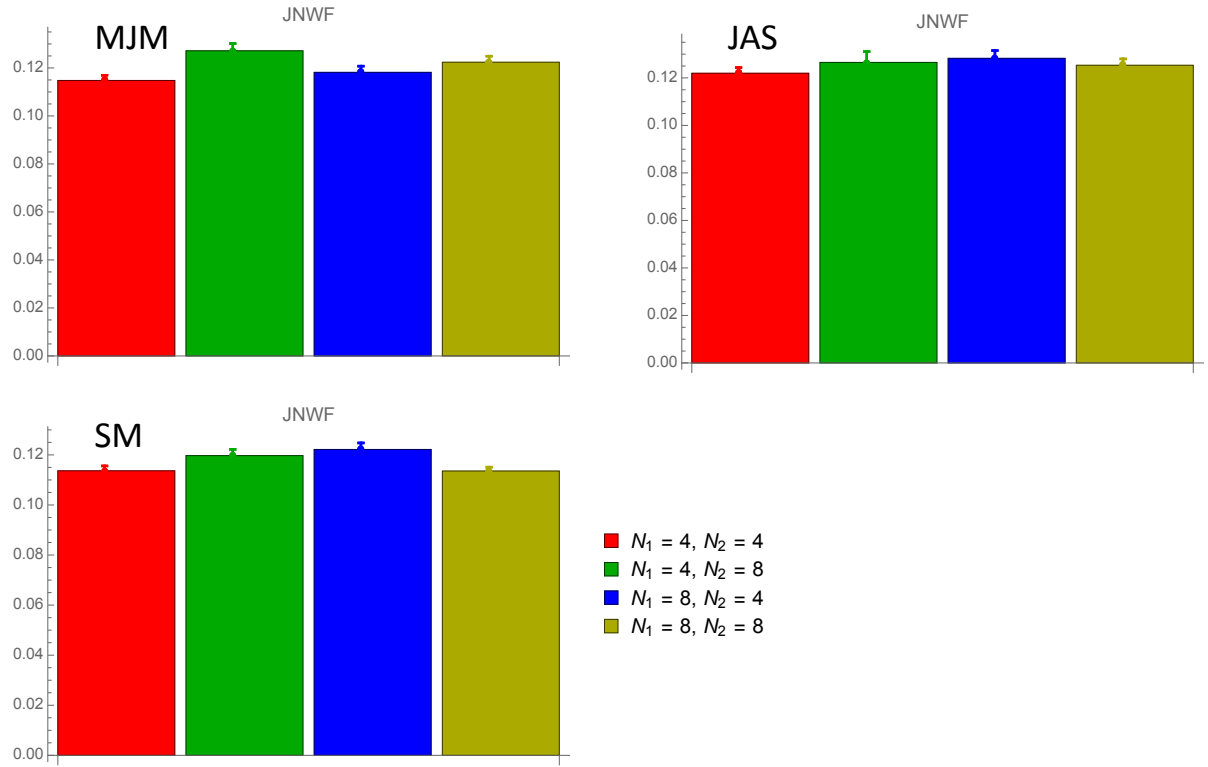 JNWF
MJM
0.12
0.10
0.08
0.06
0.04
0.02
0.00
JNWF
JAS
0.12
0.10
0.08
0.06
0.04
0.02
0.00
JNWF
SM
0.12
0.10
0.08
0.06
0.04
0.02
0.00
N₁ = 4, N₂ = 4
N₁ = 4, N₂ = 8
N₁ = 8, N₂ = 4
N₁ = 8, N₂ = 8